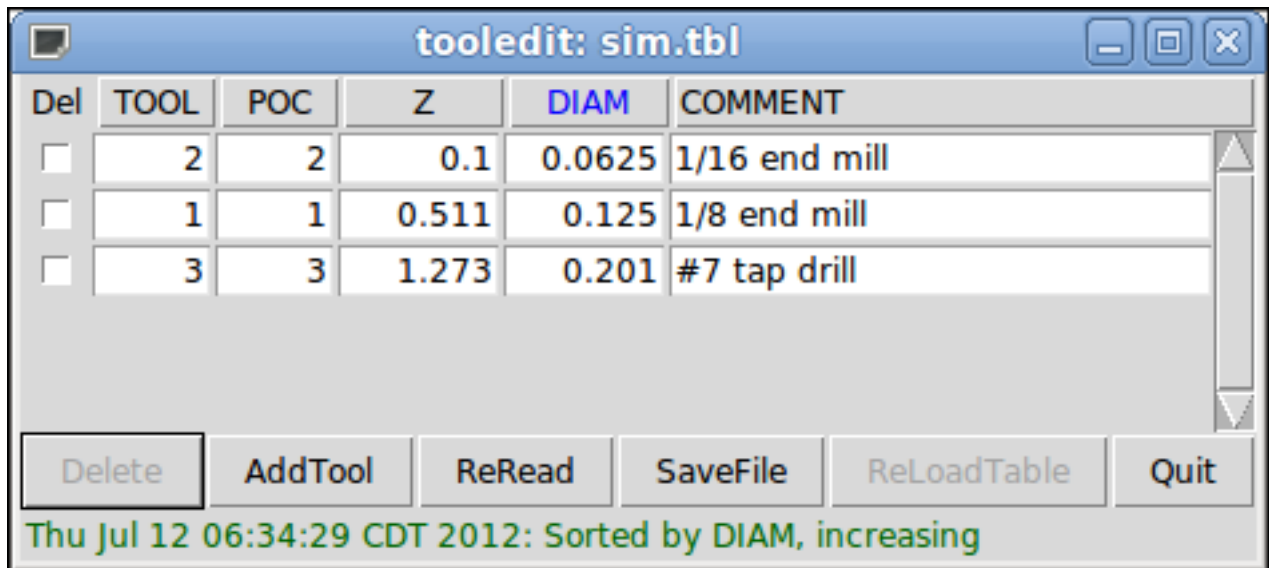 tooledit: sim.tbl
Del TOOL POC Z DIAM COMMENT
2 2 0.1 0.0625 1/16 end mill
1 1 0.511 0.125 1/8 end mill
3 3 1.273 0.201 #7 tap drill
Delete AddTool ReRead SaveFile ReLoadTable Quit
Thu Jul 12 06:34:29 CDT 2012: Sorted by DIAM, increasing